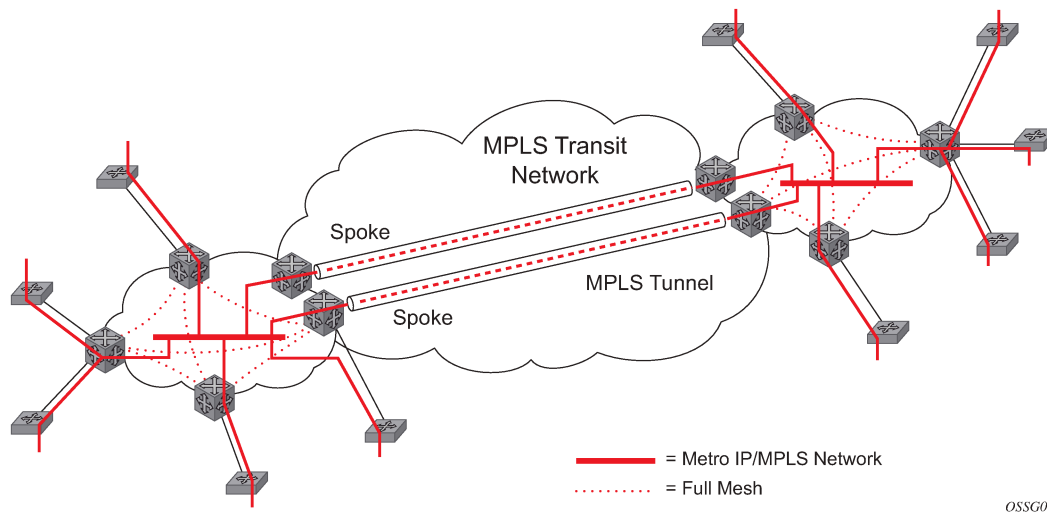 MPLS Transit
Network
Spoke
MPLS Tunnel
Spoke
= Metro IP/MPLS Network
= Full Mesh
OSSG0